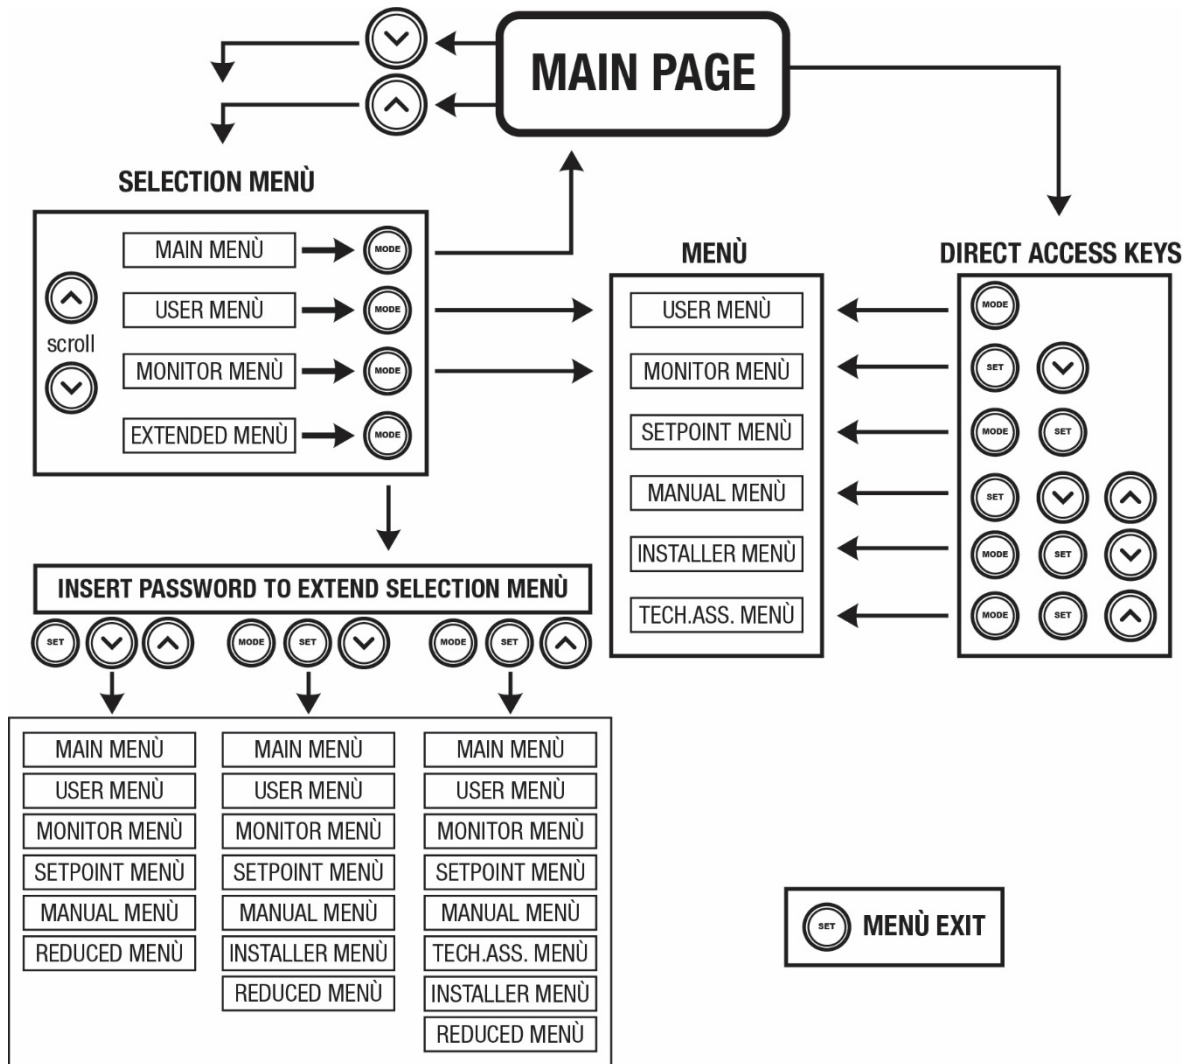 MAIN PAGE
SELECTION MENÙ
MAIN MENÙ
MODE
USER MENÙ
MODE
scroll
MONITOR MENÙ
MODE
EXTENDED MENÙ
MODE
MENÙ
USER MENÙ
MONITOR MENÙ
SETPOINT MENÙ
MANUAL MENÙ
INSTALLER MENÙ
TECH.ASS. MENÙ
DIRECT ACCESS KEYS
MODE
SET
MODE SET
SET
MODE SET
MODE SET
INSERT PASSWORD TO EXTEND SELECTION MENÙ
SET
MODE SET
MODE SET
MAIN MENÙ
USER MENÙ
MONITOR MENÙ
SETPOINT MENÙ
MANUAL MENÙ
REDUCED MENÙ
MAIN MENÙ
USER MENÙ
MONITOR MENÙ
SETPOINT MENÙ
MANUAL MENÙ
INSTALLER MENÙ
REDUCED MENÙ
MAIN MENÙ
USER MENÙ
MONITOR MENÙ
SETPOINT MENÙ
MANUAL MENÙ
TECH.ASS. MENÙ
INSTALLER MENÙ
REDUCED MENÙ
SET MENÙ EXIT